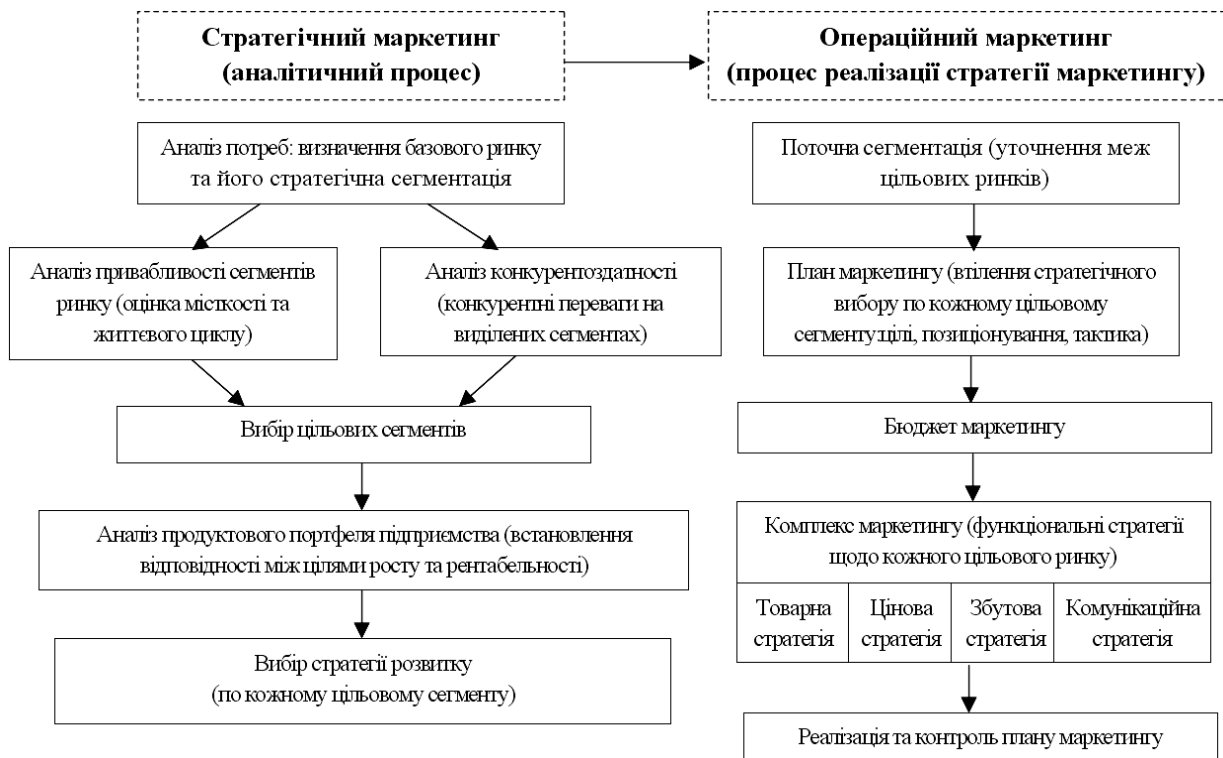 Стратегічний маркетинг
(аналітичний процес)
Операційний маркетинг
(процес реалізації стратегії маркетингу)
Аналіз потреб: визначення базового ринку
та його стратегічна сегментація
Аналіз привабливості сегментів
ринку (оцінка місткості та
життєвого циклу)
Аналіз конкурентоздатності
(конкурентні переваги на
виділених сегментах)
Вибір цільових сегментів
Аналіз продуктового портфеля підприємства (встановлення
відповідності між цілями росту та рентабельності)
Вибір стратегії розвитку
(по кожному цільовому сегменту)
Поточна сегментація (уточнення меж
цільових ринків)
План маркетингу (втілення стратегічного
вибору по кожному цільовому
сегменту:цілі, позиціонування, тактика)
Бюджет маркетингу
Комплекс маркетингу (функціональні стратегії
щодо кожного цільового ринку)
Товарна
стратегія
Цінова
стратегія
Збутова
стратегія
Комунікаційна
стратегія
Реалізація та контроль плану маркетингу